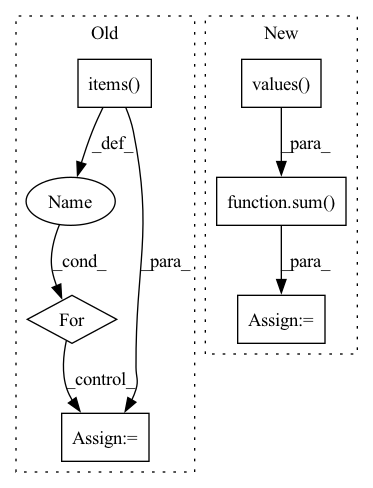 Old
New
items()
values()
_def_
_para_
Name
function.sum()
_cond_
_para_
_para_
For
Assign:=
_control_
Assign:=